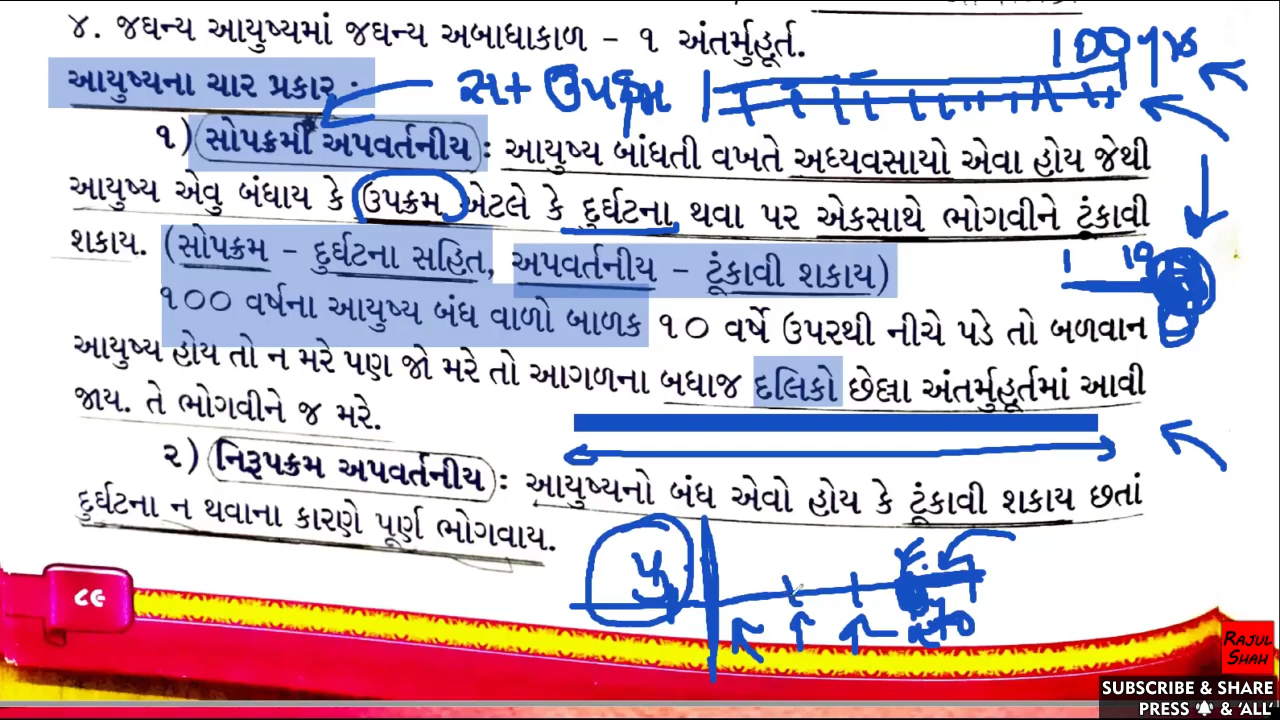 ૪. જઘન્ય આયુષ્યમાં જઘન્ય અબાધાકાળ – ૧ અંતર્મુહૂર્ત.
100 yrs
આયુષ્યના ચાર પ્રકાર :
સ + ઉપક્રમ
૧) સોપક્રમી અપવર્તનીય : આયુષ્ય બાંધતી વખતે અધ્યવસાયો એવા હોય જેથી
આયુષ્ય એવુ બંધાય કે ઉપક્રમ એટલે કે દુર્ઘટના થવા પર એકસાથે ભોગવીને ટૂંકાવી
શકાય. (સોપક્રમ – દુર્ઘટના સહિત, અપવર્તનીય – ટૂંકાવી શકાય)
૧૦૦ વર્ષના આયુષ્ય બંધ વાળો બાળક ૧૦ વર્ષે ઉપરથી નીચે પડે તો બળવાન
આયુષ્ય હોય તો ન મરે પણ જો મરે તો આગળના બધાજ દલિકો છેલ્લા અંતર્મુહૂર્તમાં આવી
જાય. તે ભોગવીને જ મરે.
૨) નિરૂપક્રમ અપવર્તનીય : આયુષ્યનો બંધ એવો હોય કે ટૂંકાવી શકાય છતાં
દુર્ઘટના ન થવાના કારણે પૂર્ણ ભોગવાય.
૮૯
RAJUL
SHAH
SUBSCRIBE & SHARE
PRESS & 'ALL'